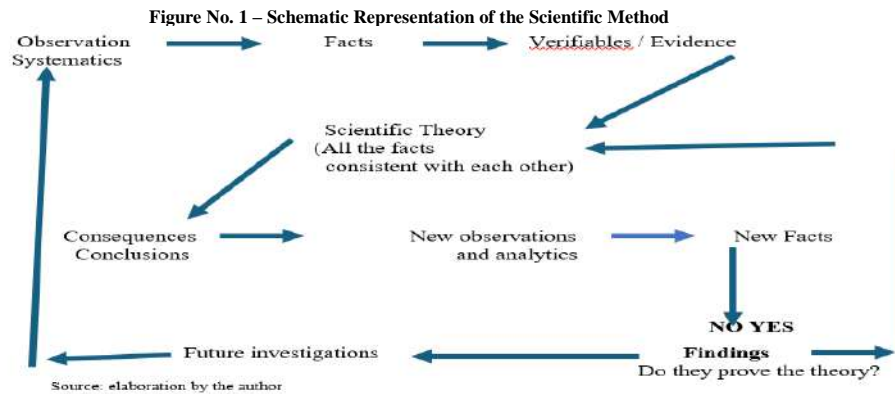 Figure No. 1 – Schematic Representation of the Scientific Method
Observation Facts Verifiables / Evidence
Systematics
Scientific Theory
(All the facts
consistent with each other)
Consequences New observations New Facts
Conclusions and analytics
NO YES
Future investigations Findings
Do they prove the theory?
Source: elaboration by the author